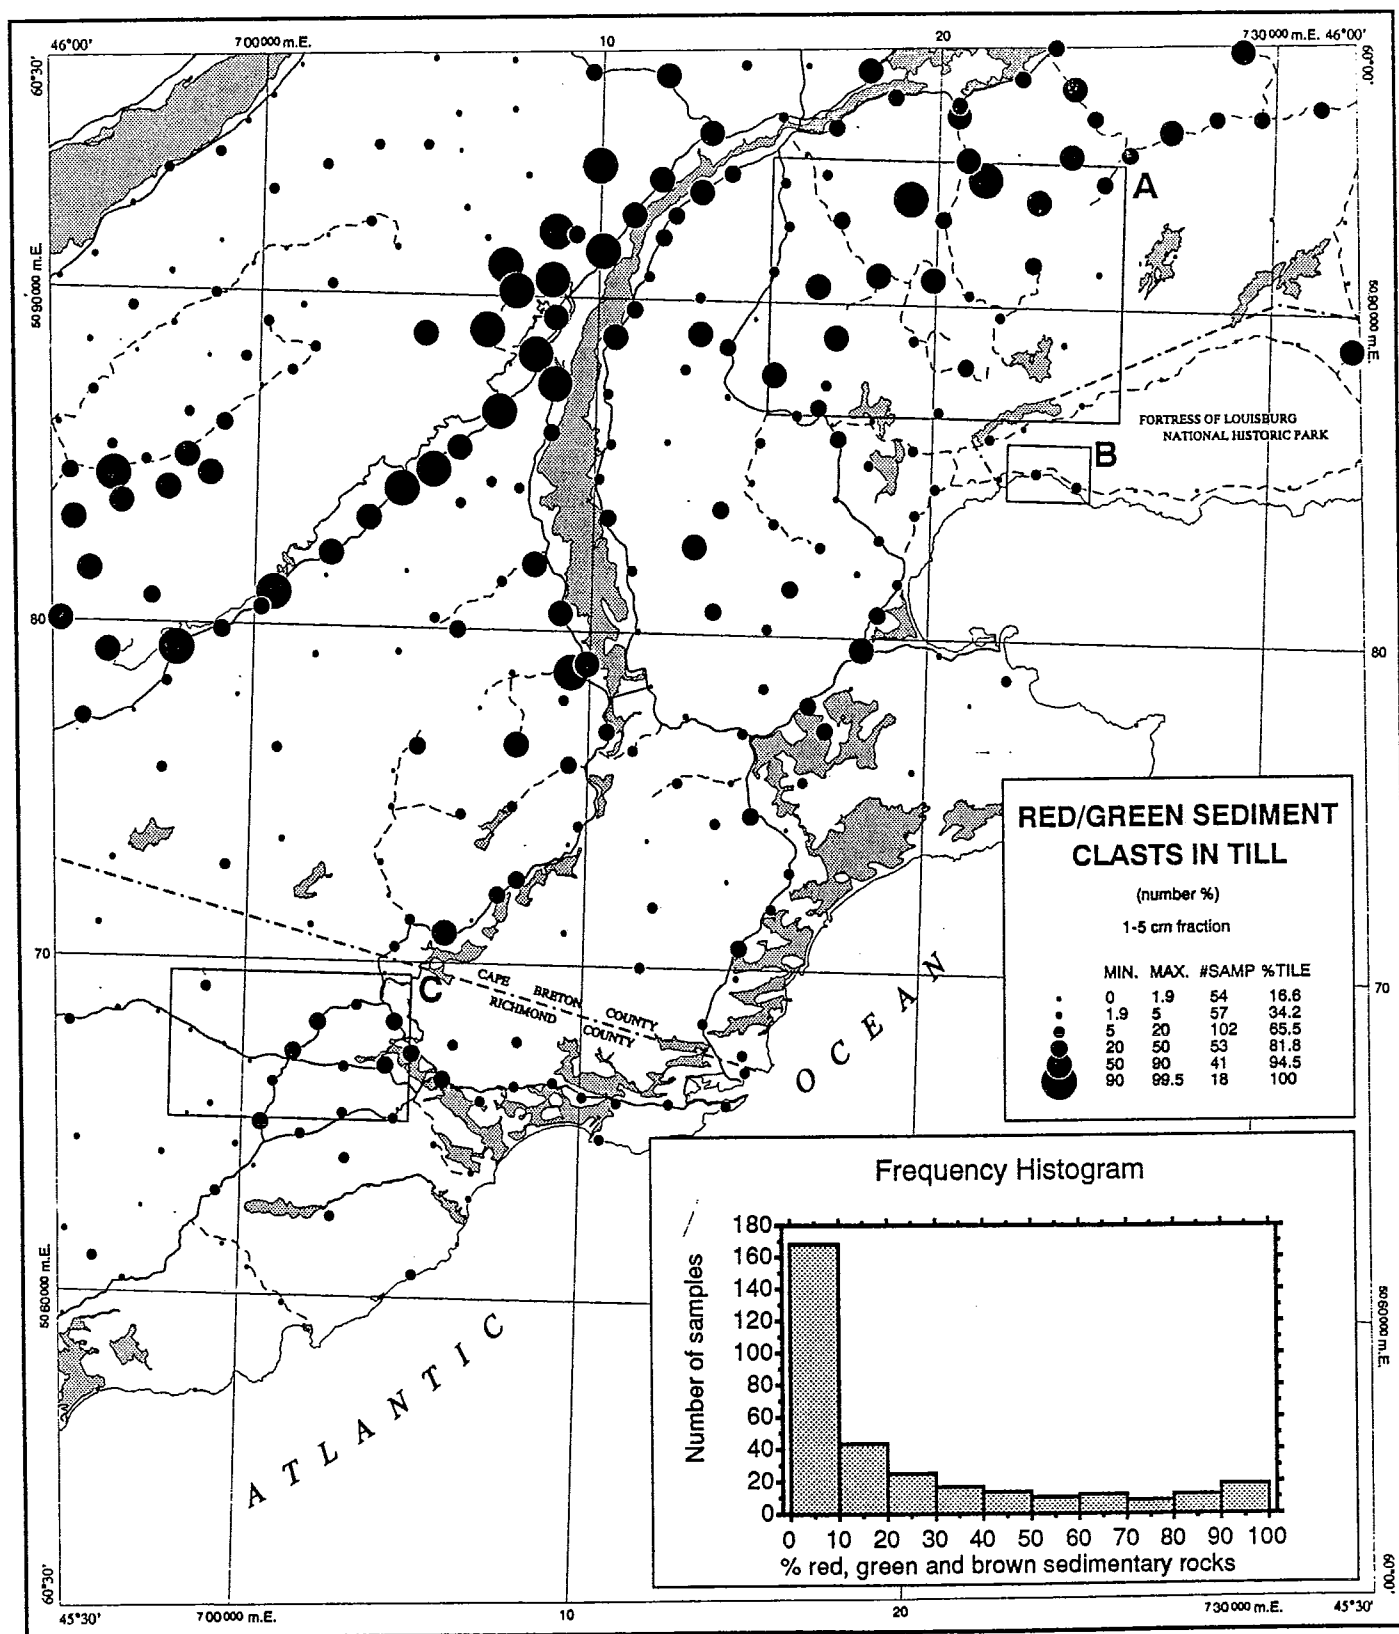 46°00'
700000 m.E.
10
20
730000 m.E.
46°00'
60°30'
60°00'
A
5090000 m.E.
5090000 m.E.
FORTRESS OF LOUISBURG
NATIONAL HISTORIC PARK
B
80
80
RED/GREEN SEDIMENT
CLASTS IN TILL
(number %)
1-5 cm fraction
MIN. MAX. #SAMP %TILE
0 1.9 54 16.6
1.9 5 57 34.2
5 20 102 65.5
20 50 53 81.8
50 90 41 94.5
90 99.5 18 100
70
70
C
CAPE BRETON COUNTY
RICHMOND COUNTY
ATLANTIC OCEAN
5060000 m.E.
5060000 m.E.
Frequency Histogram
Number of samples
180
160
140
120
100
80
60
40
20
0
0 10 20 30 40 50 60 70 80 90 100
% red, green and brown sedimentary rocks
60°30'
60°00'
45°30'
700000 m.E.
10
20
730000 m.E.
45°30'